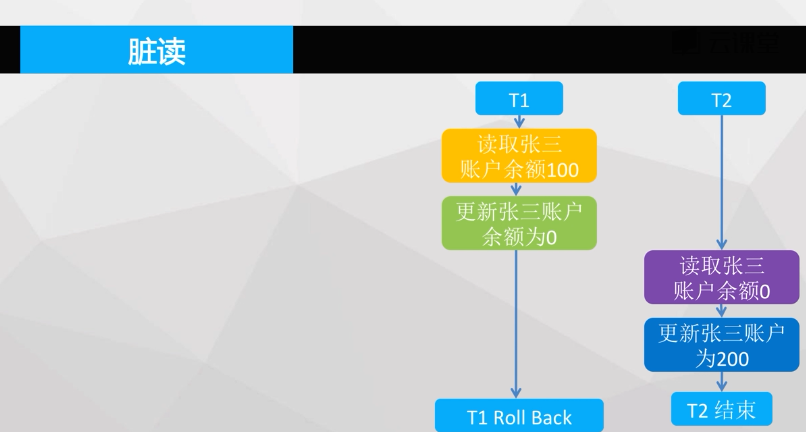 脏读
T1
读取张三
账户余额100
更新张三账户
余额为0
T1 Roll Back
T2
读取张三
账户余额0
更新张三账户
为200
T2 结束